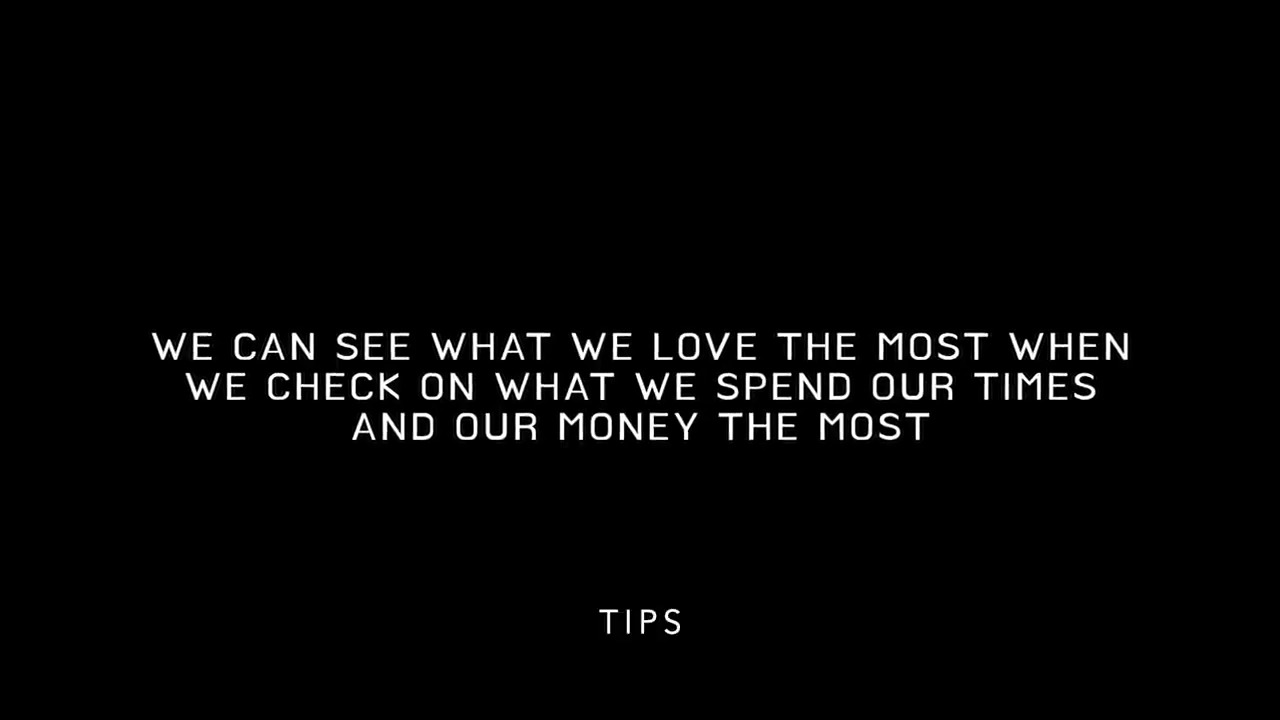 WE CAN SEE WHAT WE LOVE THE MOST WHEN
WE CHECK ON WHAT WE SPEND OUR TIMES
AND OUR MONEY THE MOST
TIPS